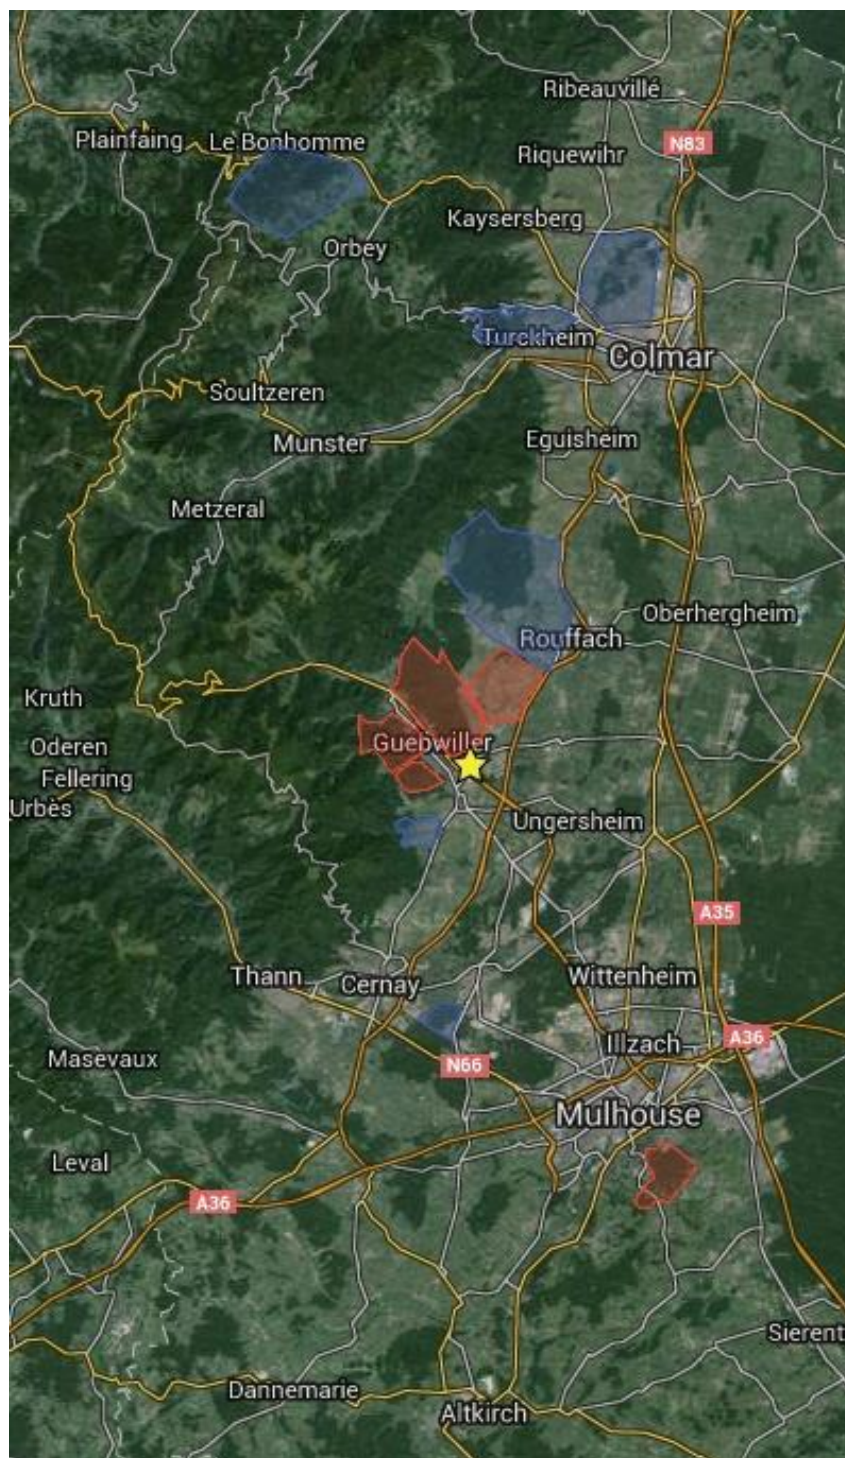 Ribeauvillé
Plainfaing
Le Bonhomme
N83
Riquewihr
Kaysersberg
Orbey
Turckheim
Colmar
Soultzeren
Munster
Eguisheim
Metzeral
Oberhergheim
Rouffach
Kruth
Oderen
Guebwiller
Fellering
Urbès
Ungersheim
A35
Thann
Cernay
Wittenheim
Illzach
A36
Masevaux
N66
Mulhouse
Leval
A36
Sierent
Dannemarie
Altkirch